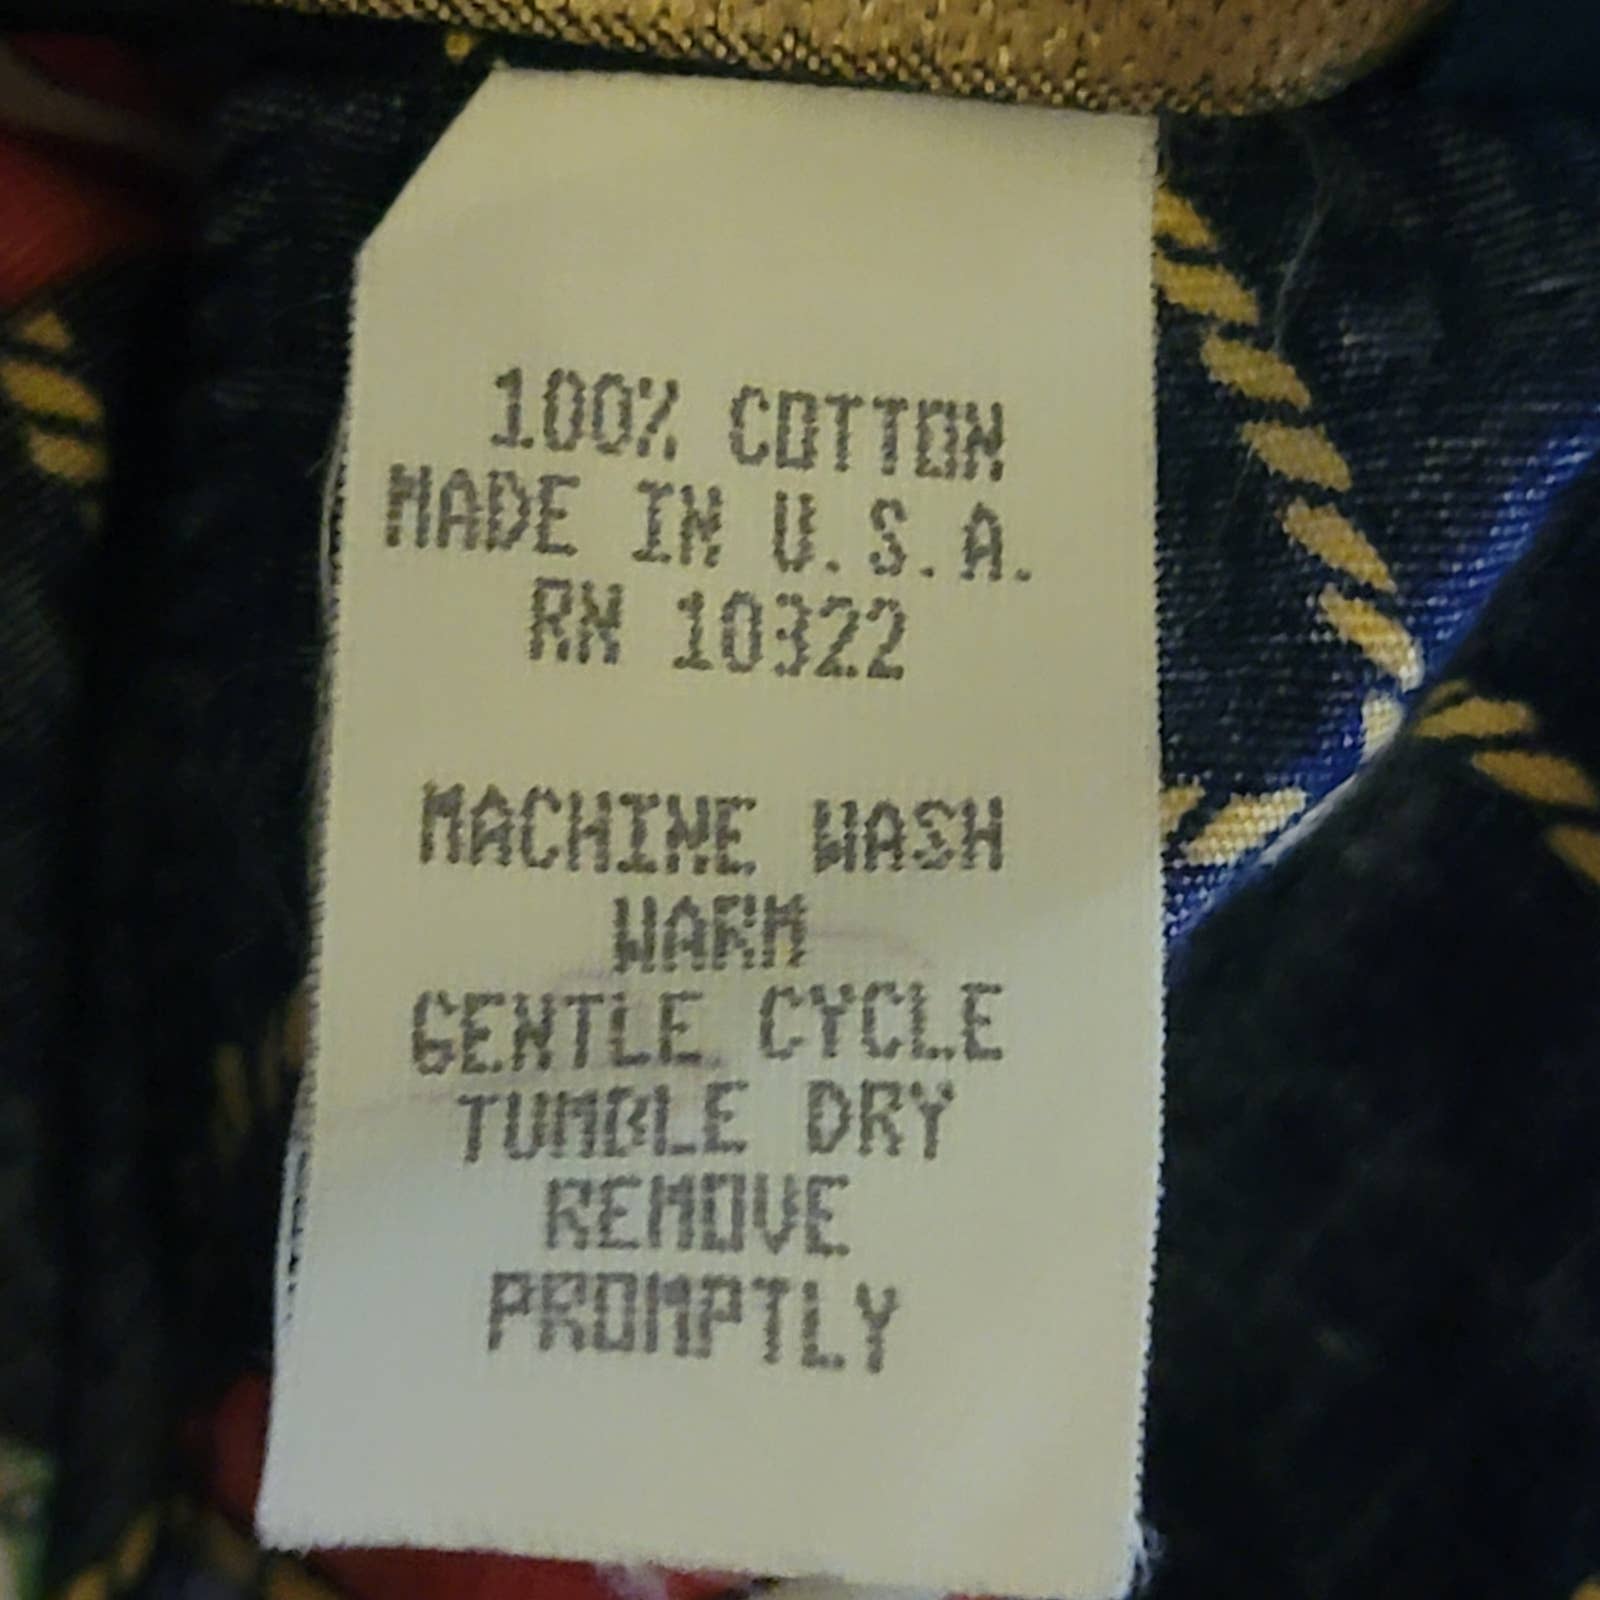 100% COTTON
MADE IN U.S.A.
RN 10322
MACHINE WASH
WARM
GENTLE CYCLE
TUMBLE DRY
REMOVE
PROMPTLY